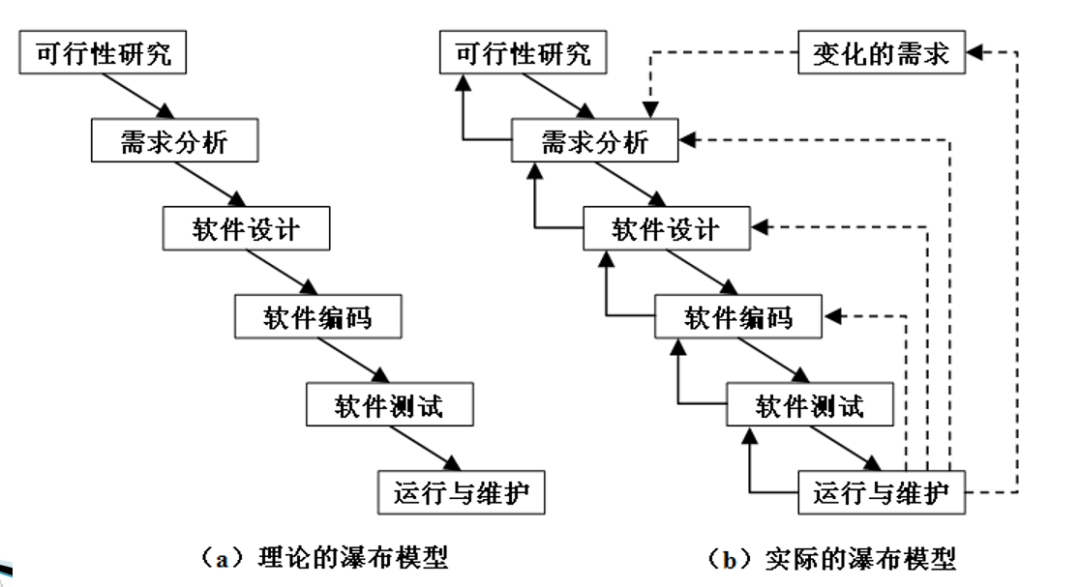 可行性研究
需求分析
软件设计
软件编码
软件测试
运行与维护
（a）理论的瀑布模型
可行性研究
变化的需求
需求分析
软件设计
软件编码
软件测试
运行与维护
（b）实际的瀑布模型